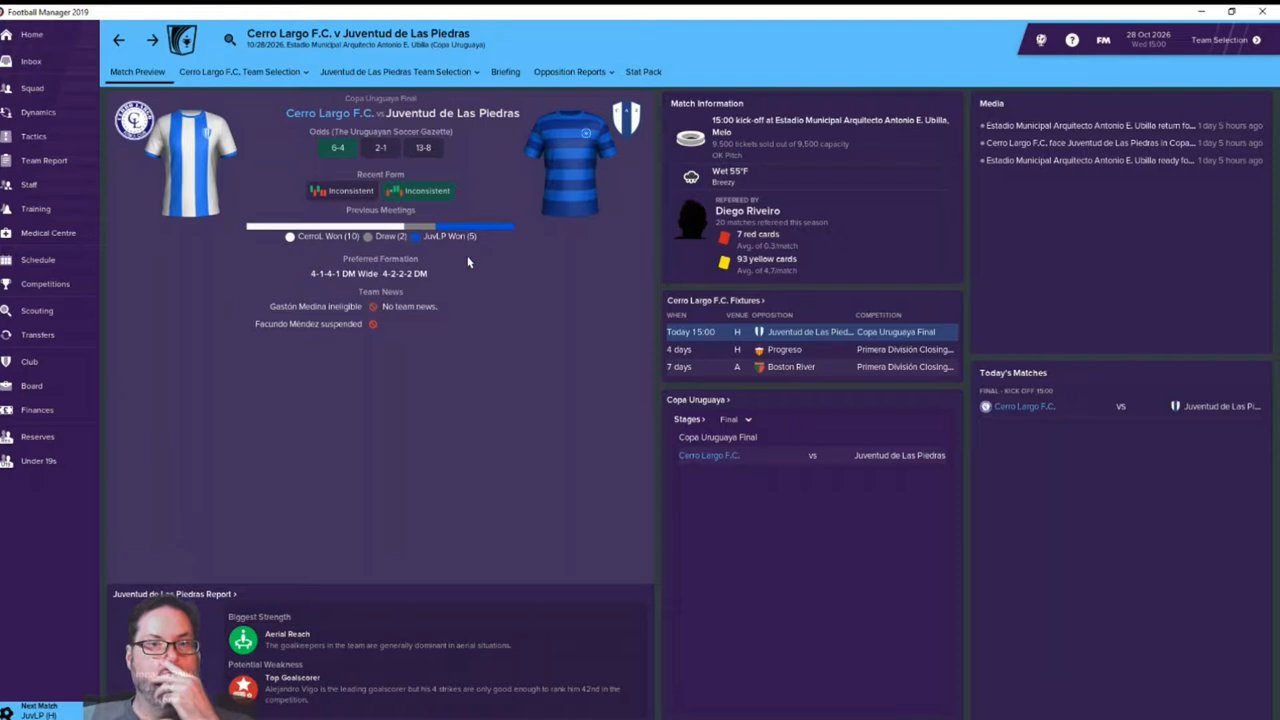 Football Manager 2019
Home
Inbox
Squad
Dynamics
Tactics
Team Report
Staff
Training
Medical Centre
Schedule
Competitions
Scouting
Transfers
Club
Board
Finances
Reserves
Under 19s
Next Match
JuvLP (H)
Cerro Largo F.C. v Juventud de Las Piedras
10/28/2026, Estadio Municipal Arquitecto Antonio E. Ubilla (Copa Uruguaya)
28 Oct 2026
Wed 15:00
FM
Team Selection
Match Preview
Cerro Largo F.C. Team Selection
Juventud de Las Piedras Team Selection
Briefing
Opposition Reports
Stat Pack
Copa Uruguaya Final
Cerro Largo F.C. vs Juventud de Las Piedras
Odds (The Uruguayan Soccer Gazette)
6-4 2-1 13-8
Recent Form
Inconsistent Inconsistent
Previous Meetings
CerroL Won (10) Draw (2) JuvLP Won (5)
Preferred Formation
4-1-4-1 DM Wide 4-2-2-2 DM
Team News
Gastón Medina ineligible No team news.
Facundo Méndez suspended
Juventud de Las Piedras Report >
Biggest Strength
Aerial Reach
The goalkeepers in the team are generally dominant in aerial situations.
Potential Weakness
Top Goalscorer
Alejandro Vigo is the leading goalscorer but his 4 strikes are only good enough to rank him 42nd in the
competition.
Match Information
15:00 kick-off at Estadio Municipal Arquitecto Antonio E. Ubilla,
Melo
9,500 tickets sold out of 9,500 capacity
OK Pitch
Wet 55°F
Breezy
REFEREED BY
Diego Riveiro
20 matches refereed this season
7 red cards
Avg. of 0.3/match
93 yellow cards
Avg. of 4.7/match
Cerro Largo F.C. Fixtures >
WHEN VENUE OPPOSITION COMPETITION
Today 15:00 H Juventud de Las Pied... Copa Uruguaya Final
4 days H Progreso Primera División Closing...
7 days A Boston River Primera División Closing...
Copa Uruguaya >
Stages > Final
Copa Uruguaya Final
Cerro Largo F.C. vs Juventud de Las Piedras
Media
Estadio Municipal Arquitecto Antonio E. Ubilla return fo... 1 day 5 hours ago
Cerro Largo F.C. face Juventud de Las Piedras in Copa... 1 day 5 hours ago
Estadio Municipal Arquitecto Antonio E. Ubilla ready fo... 1 day 5 hours ago
Today's Matches
FINAL - KICK OFF 15:00
Cerro Largo F.C. vs Juventud de Las Pi...